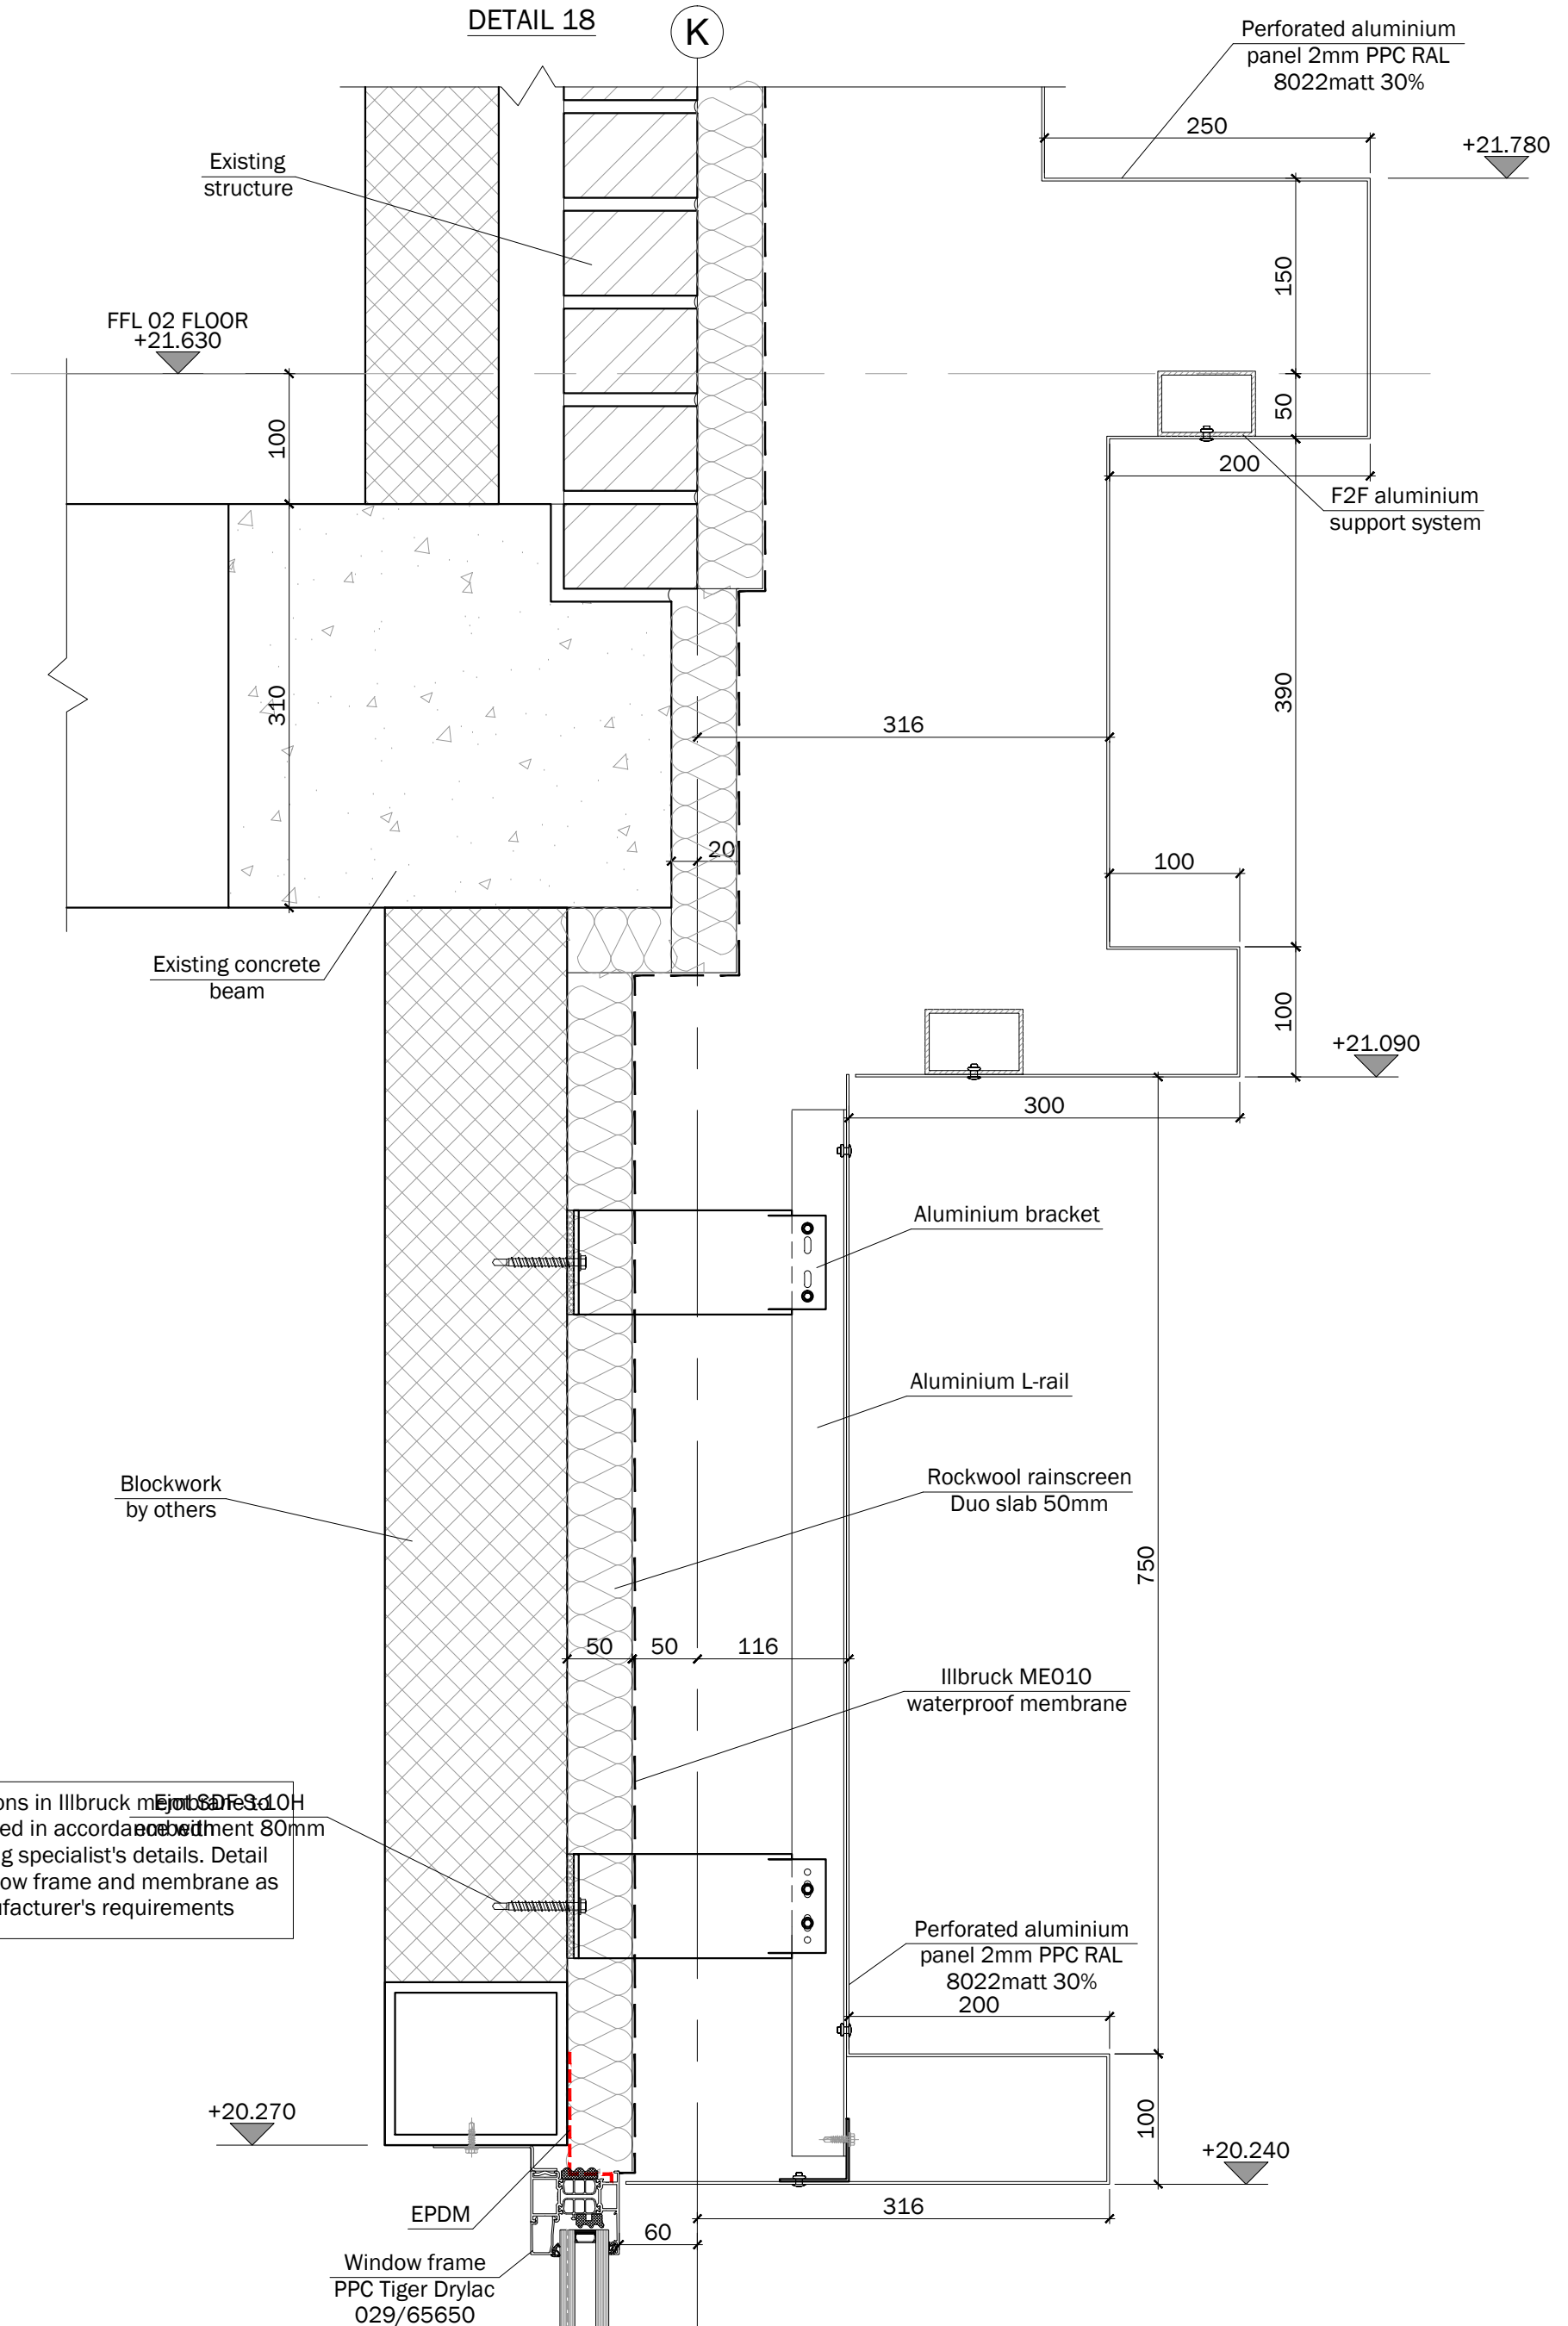 DETAIL 18
K
Perforated aluminium
panel 2mm PPC RAL
8022matt 30%
250
+21.780
Existing
structure
150
FFL 02 FLOOR
+21.630
50
100
200
F2F aluminium
support system
310
390
316
20
100
Existing concrete
beam
100
+21.090
300
Aluminium bracket
Aluminium L-rail
Rockwool rainscreen
Duo slab 50mm
Blockwork
by others
750
50
50
116
Illbruck ME010
waterproof membrane
ons in Illbruck membrane to
ed in accordance with
g specialist's details. Detail
ow frame and membrane as
ufacturer's requirements
Ejot SDF-S-10H
embedment 80mm
Perforated aluminium
panel 2mm PPC RAL
8022matt 30%
200
+20.270
100
+20.240
EPDM
316
60
Window frame
PPC Tiger Drylac
029/65650